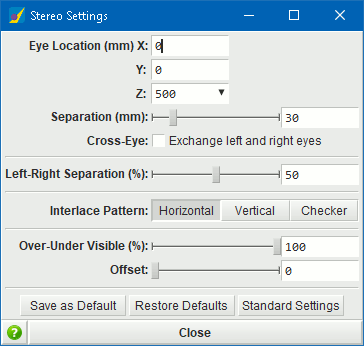 Stereo Settings
Eye Location (mm) X: 0
Y: 0
Z: 500
Separation (mm): 30
Cross-Eye: Exchange left and right eyes
Left-Right Separation (%): 50
Interlace Pattern: Horizontal Vertical Checker
Over-Under Visible (%): 100
Offset: 0
Save as Default Restore Defaults Standard Settings
? Close